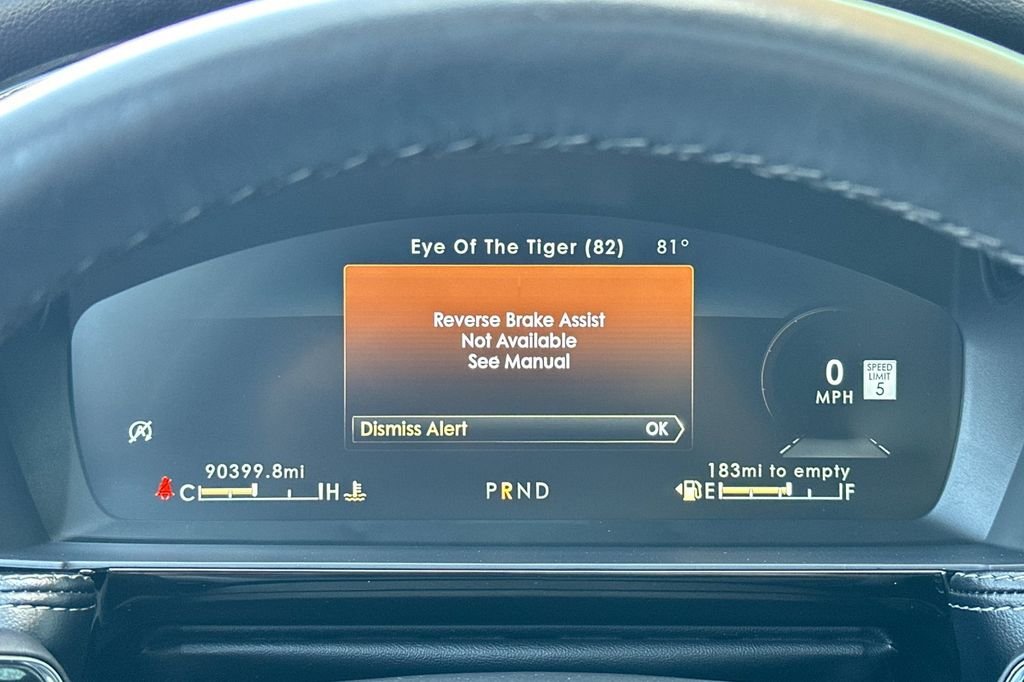 Eye Of The Tiger (82) 81°
Reverse Brake Assist
Not Available
See Manual
0
MPH
SPEED
LIMIT
5
Dismiss Alert OK
90399.8mi
183mi to empty
C H
PRND
E F